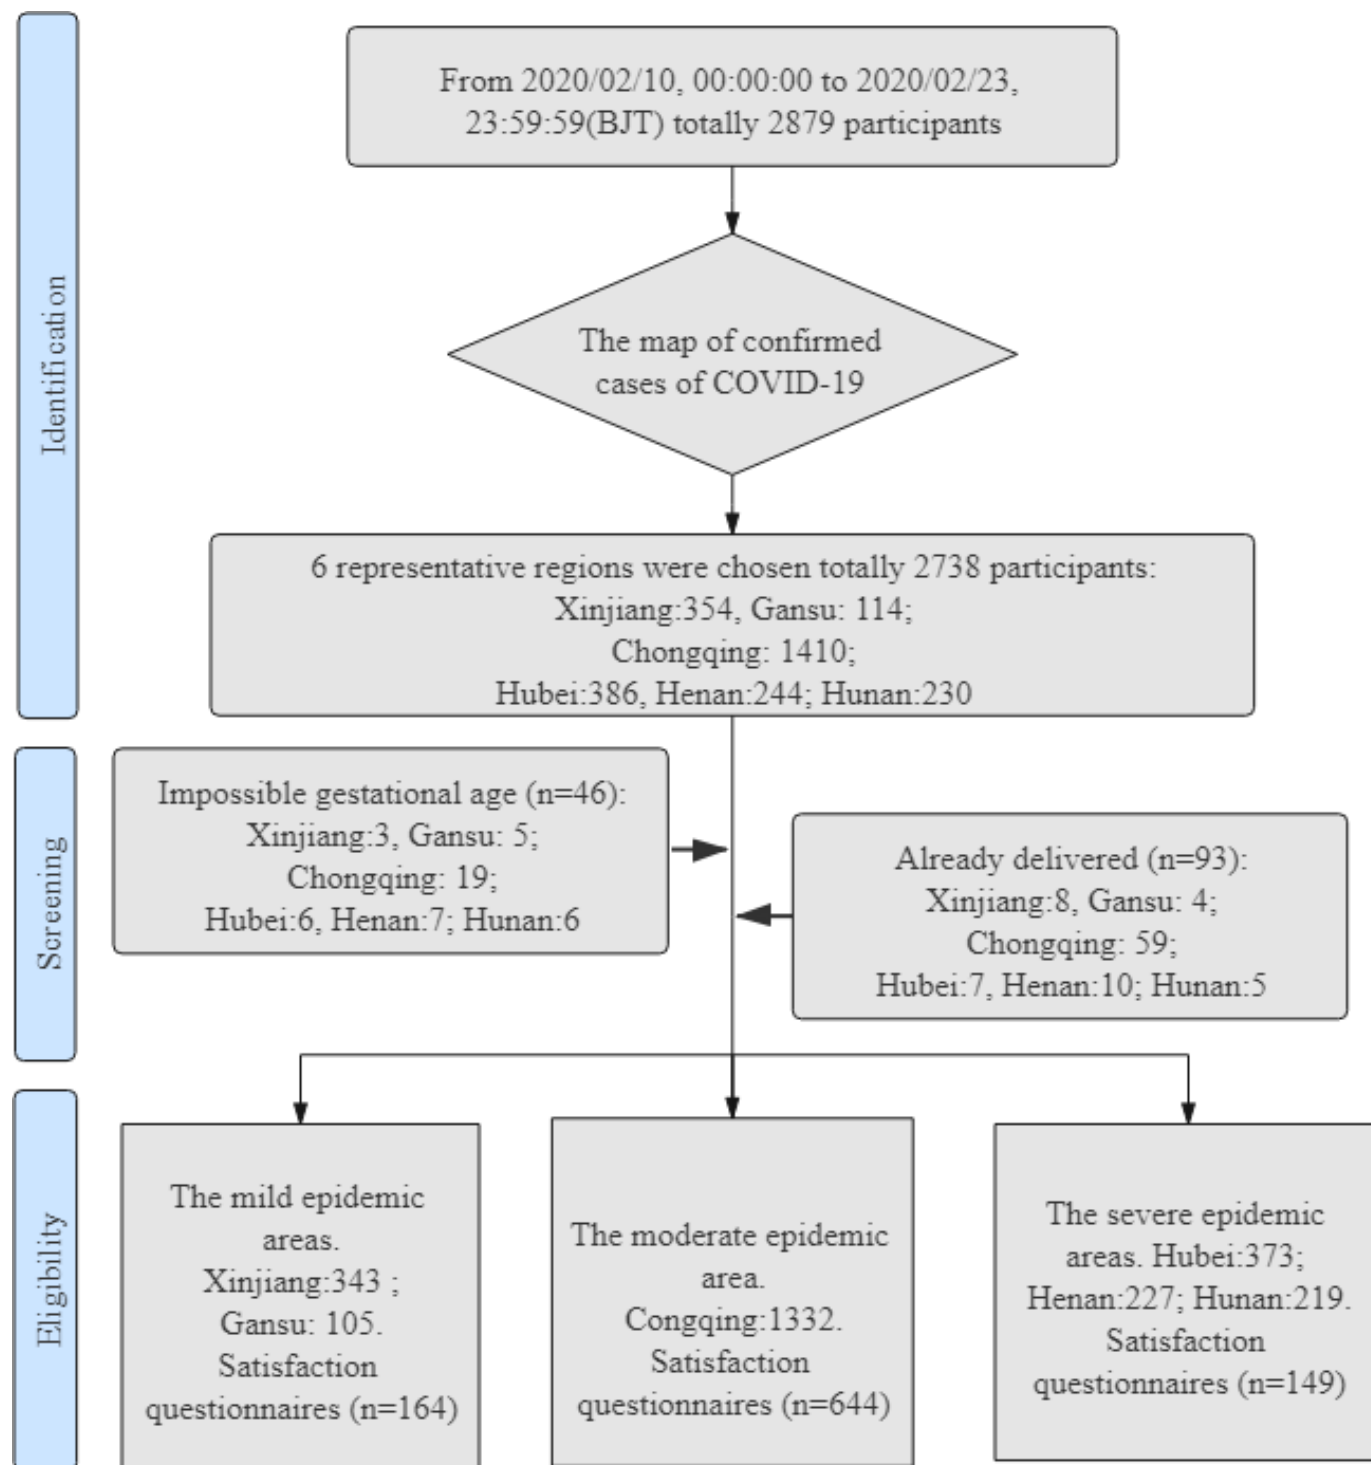 Identification
From 2020/02/10, 00:00:00 to 2020/02/23,
23:59:59(BJT) totally 2879 participants
The map of confirmed
cases of COVID-19
6 representative regions were chosen totally 2738 participants:
Xinjiang:354, Gansu: 114;
Chongqing: 1410;
Hubei:386, Henan:244; Hunan:230
Screening
Impossible gestational age (n=46):
Xinjiang:3, Gansu: 5;
Chongqing: 19;
Hubei:6, Henan:7; Hunan:6
Already delivered (n=93):
Xinjiang:8, Gansu: 4;
Chongqing: 59;
Hubei:7, Henan:10; Hunan:5
Eligibility
The mild epidemic
areas.
Xinjiang:343 ;
Gansu: 105.
Satisfaction
questionnaires (n=164)
The moderate epidemic
area.
Congqing:1332.
Satisfaction
questionnaires (n=644)
The severe epidemic
areas. Hubei:373;
Henan:227; Hunan:219.
Satisfaction
questionnaires (n=149)